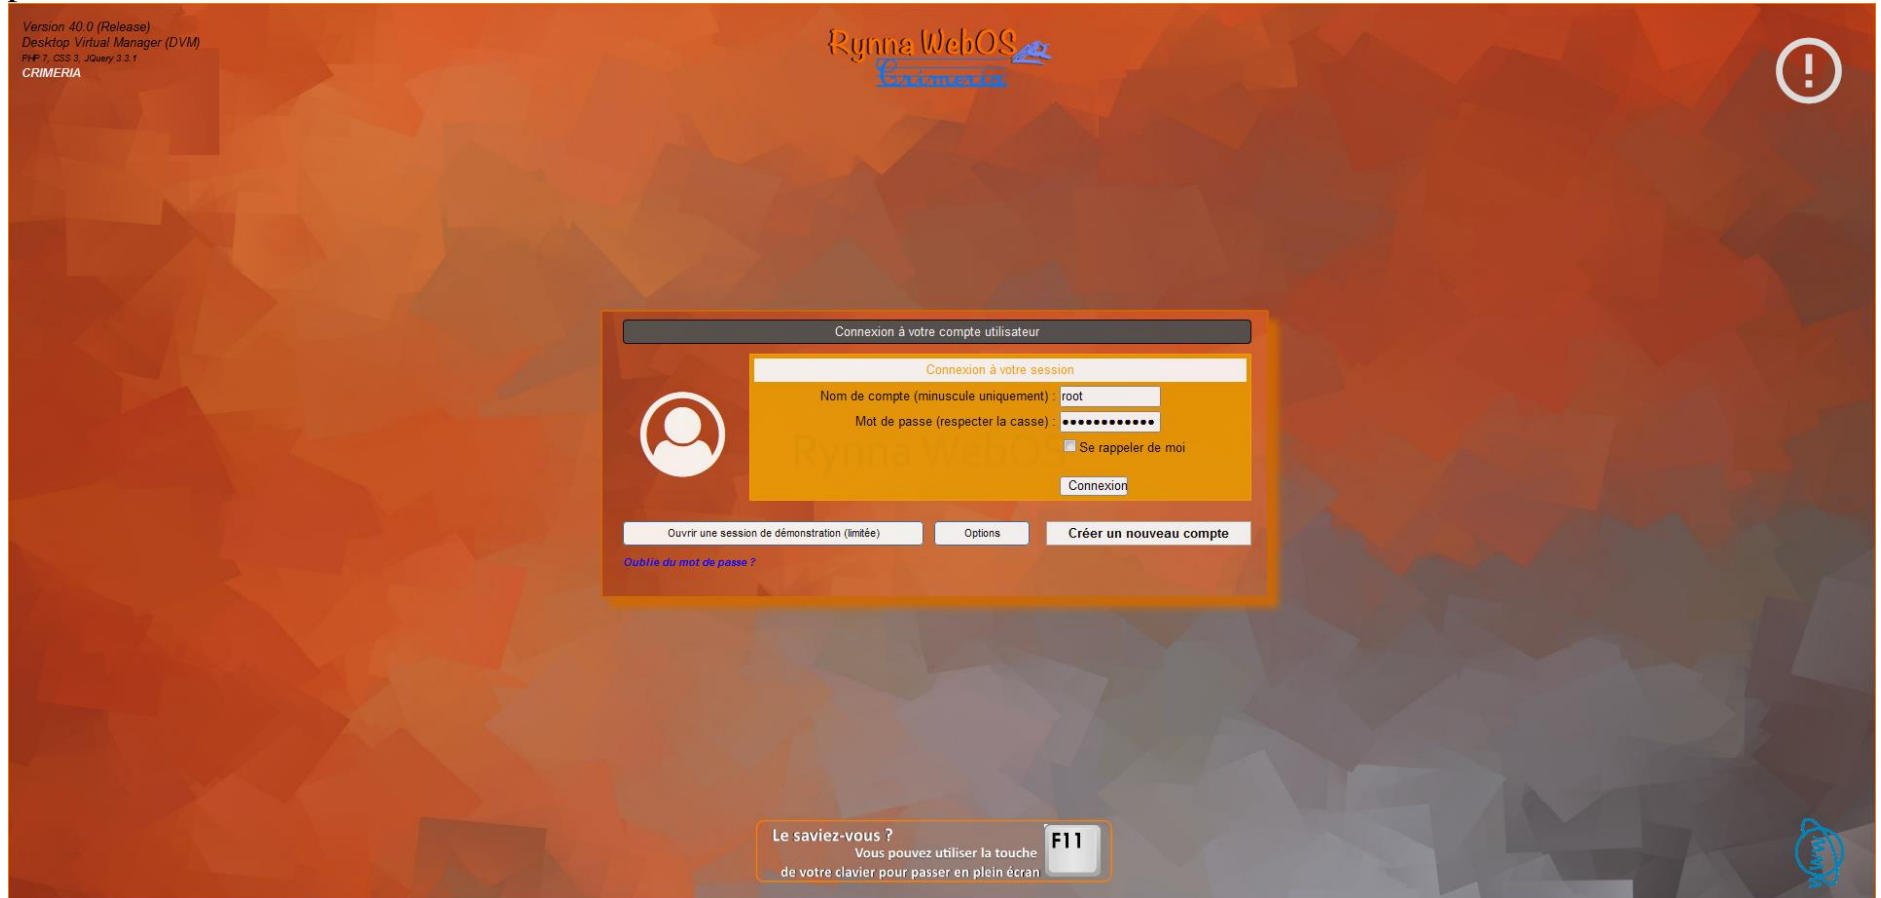 Version 40.0 (Release)
Desktop Virtual Manager (DVM)
PHP 7, CSS 3, JQuery 3.3.1
CRIMERIA
Rynna WebOS
Crimeria
Connexion à votre compte utilisateur
Connexion à votre session
Nom de compte (minuscule uniquement) : root
Mot de passe (respecter la casse) : ●●●●●●●●●●●●
Rynna WebOS
Se rappeler de moi
Connexion
Ouvrir une session de démonstration (limitée) Options Créer un nouveau compte
Oublie du mot de passe ?
Le saviez-vous ?
F11
Vous pouvez utiliser la touche
de votre clavier pour passer en plein écran
WWW